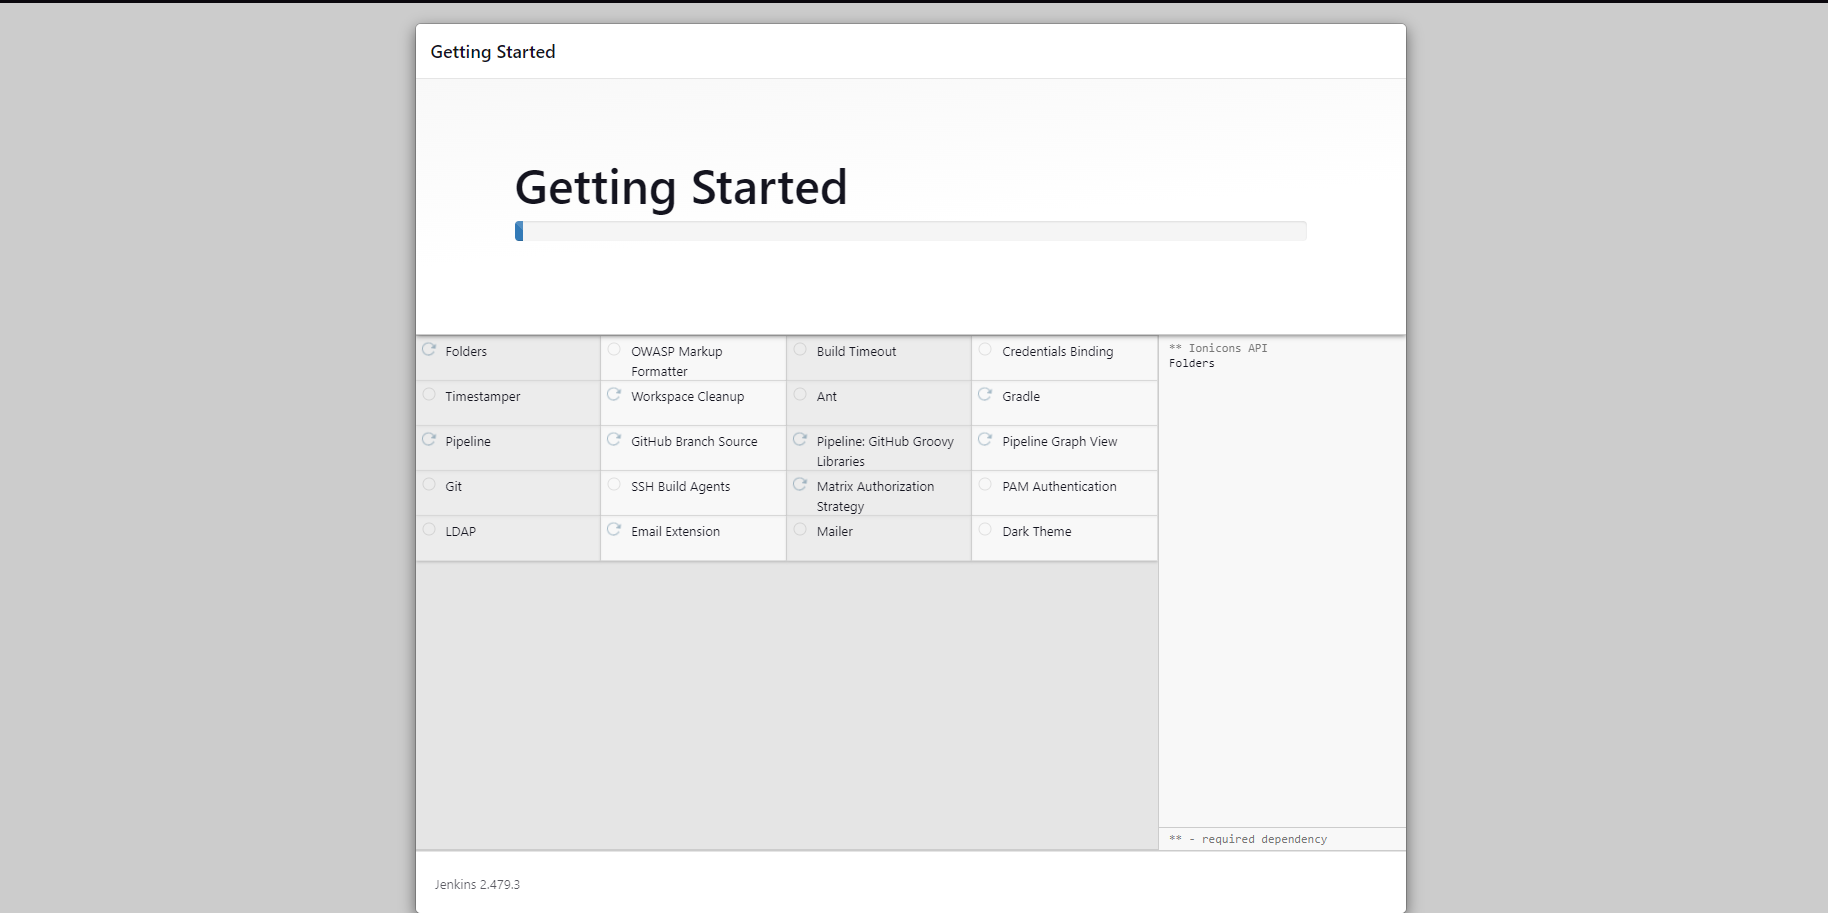 Getting Started
Getting Started
Folders
OWASP Markup
Formatter
Build Timeout
Credentials Binding
Timestamper
Workspace Cleanup
Ant
Gradle
Pipeline
GitHub Branch Source
Pipeline: GitHub Groovy
Libraries
Pipeline Graph View
Git
SSH Build Agents
Matrix Authorization
Strategy
PAM Authentication
LDAP
Email Extension
Mailer
Dark Theme
** Ionicons API
Folders
** - required dependency
Jenkins 2.479.3